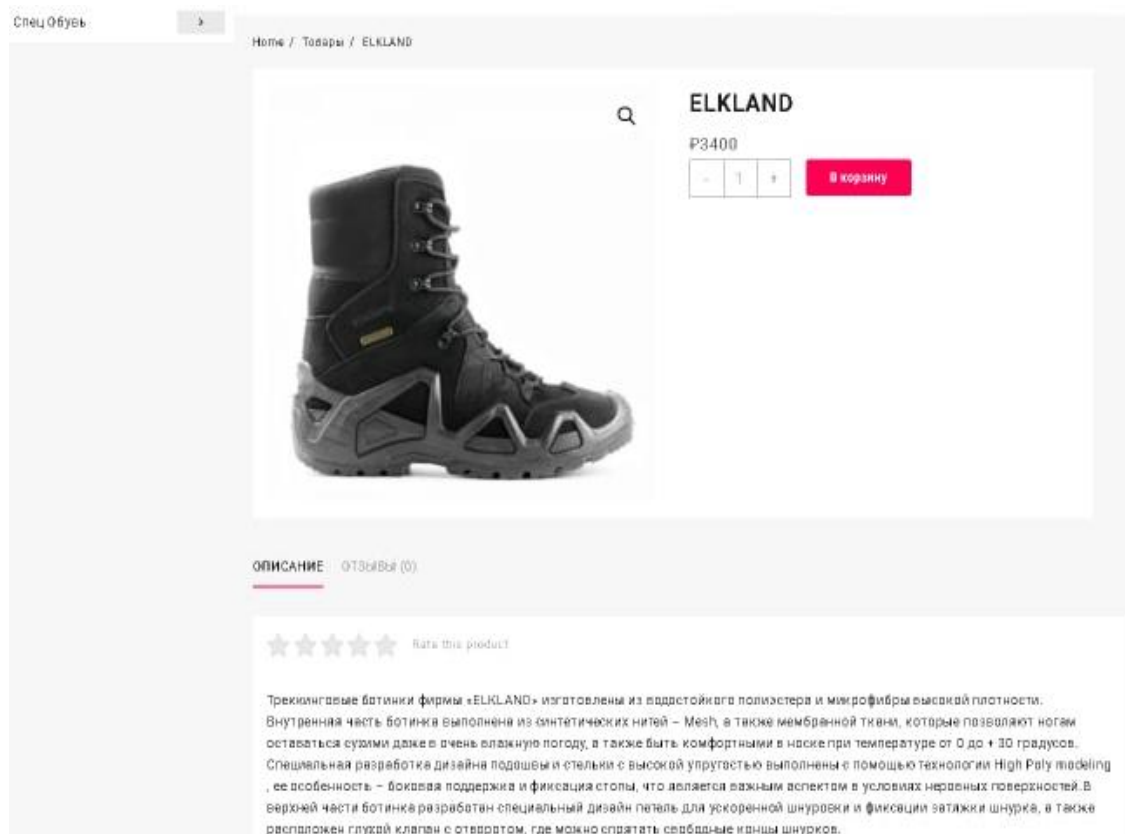 Спец Обувь
Home / Товары / ELKLAND
ELKLAND
₽3400
- 1 +
В корзину
ОПИСАНИЕ ОТЗЫВЫ (0)
Rate this product
Треккинговые ботинки фирмы «ELKLAND» изготовлены из водостойкого полиэстера и микрофибры высокой плотности.
Внутренняя часть ботинка выполнена из синтетических нитей – Mesh, а также мембранной ткани, которые позволяют ногам
оставаться сухими даже в очень влажную погоду, а также быть комфортными в носке при температуре от 0 до + 30 градусов.
Специальная разработка дизайна подошвы и стельки с высокой упругостью выполнены с помощью технологии High Poly modeling
, ее особенность – боковая поддержка и фиксация стопы, что является важным аспектом в условиях неровных поверхностей.В
верхней части ботинка разработан специальный дизайн петель для ускоренной шнуровки и фиксации затяжки шнурка, а также
расположен глухой клапан с отворотом, где можно спрятать свободные концы шнурков.